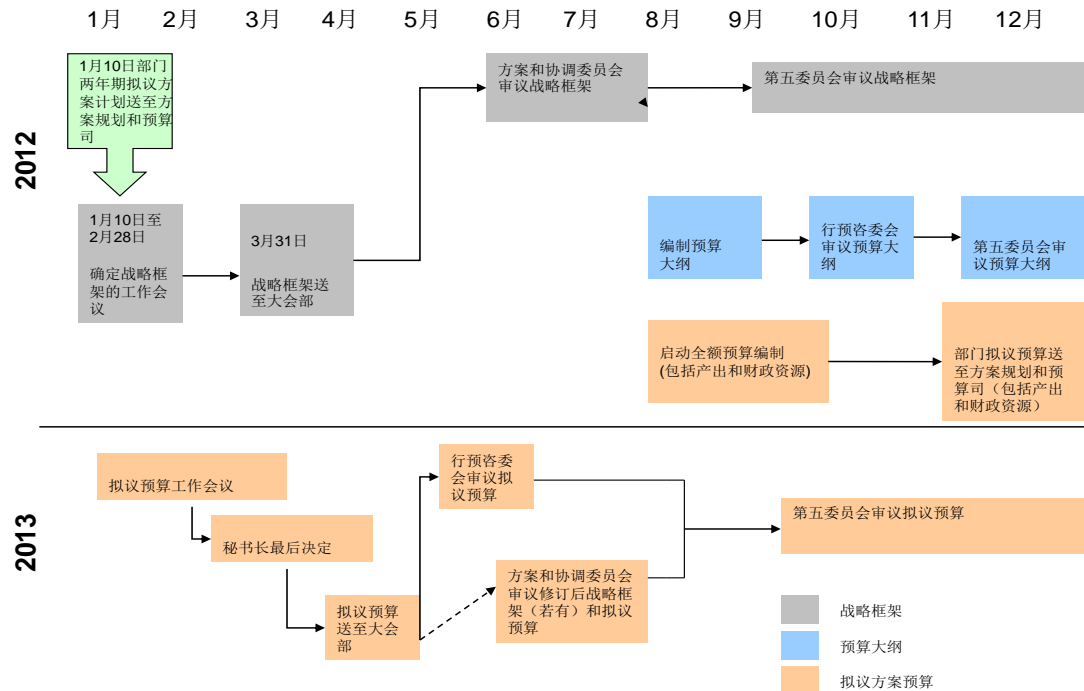 1月 2月 3月 4月 5月 6月 7月 8月 9月 10月 11月 12月
2012
1月10日部门
两年期拟议方
案计划送至方
案规划和预算
司
方案和协调委员会
审议战略框架
第五委员会审议战略框架
1月10日至
2月28日
确定战略框
架的工作会
议
3月31日
战略框架送
至大会部
编制预算
大纲
行预咨委会
审议预算大
纲
第五委员会审
议预算大纲
启动全额预算编制
(包括产出和财政资源)
部门拟议预算送
至方案规划和预
算司（包括产出
和财政资源）
2013
拟议预算工作会议
秘书长最后决定
拟议预算
送至大会
部
行预咨委
会审议拟议
预算
方案和协调委员会
审议修订后战略框
架（若有）和拟议
预算
第五委员会审议拟议预算
战略框架
预算大纲
拟议方案预算